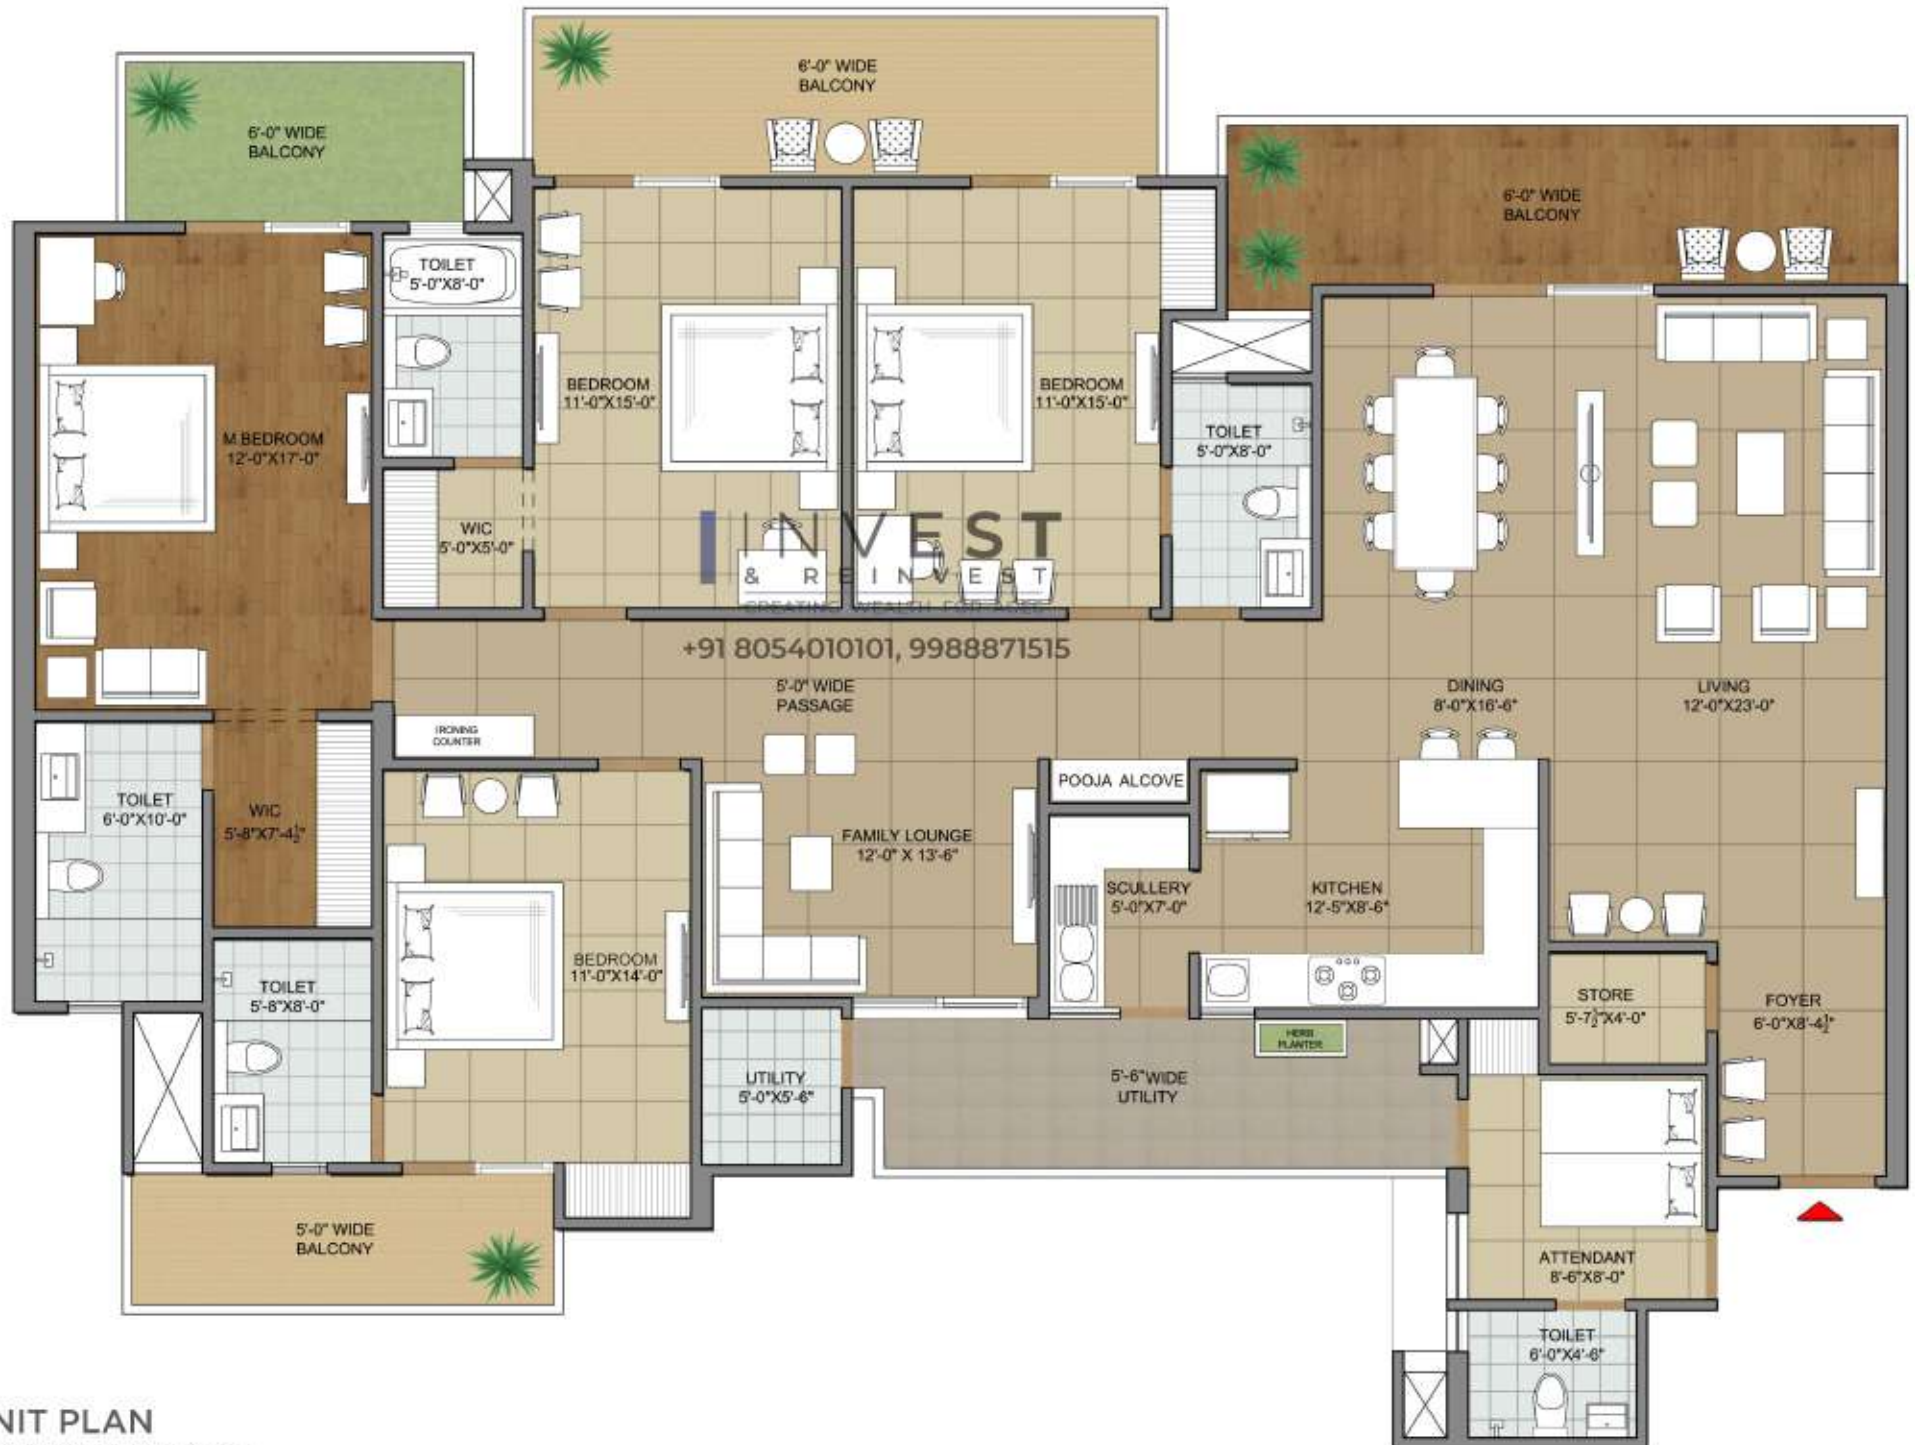 6'-0" WIDE
BALCONY
6'-0" WIDE
BALCONY
6'-0" WIDE
BALCONY
TOILET
5'-0"X8'-0"
M.BEDROOM
12'-0"X17'-0"
BEDROOM
11'-0"X15'-0"
BEDROOM
11'-0"X15'-0"
TOILET
5'-0"X8'-0"
WIC
5'-0"X5'-0"
INVEST
& REINVEST
CREATING WEALTH FOR AGES
+91 8054010101, 9988871515
5'-0" WIDE
PASSAGE
DINING
8'-0"X16'-6"
LIVING
12'-0"X23'-0"
IRONING
COUNTER
POOJA ALCOVE
TOILET
6'-0"X10'-0"
WIC
5'-8"X7'-4½"
FAMILY LOUNGE
12'-0" X 13'-6"
SCULLERY
5'-0"X7'-0"
KITCHEN
12'-5"X8'-6"
BEDROOM
11'-0"X14'-0"
TOILET
5'-8"X8'-0"
STORE
5'-7½"X4'-0"
FOYER
6'-0"X8'-4½"
HERB
PLANTER
UTILITY
5'-0"X5'-6"
5'-6"WIDE
UTILITY
5'-0" WIDE
BALCONY
ATTENDANT
8'-6"X8'-0"
TOILET
6'-0"X4'-6"
NIT PLAN